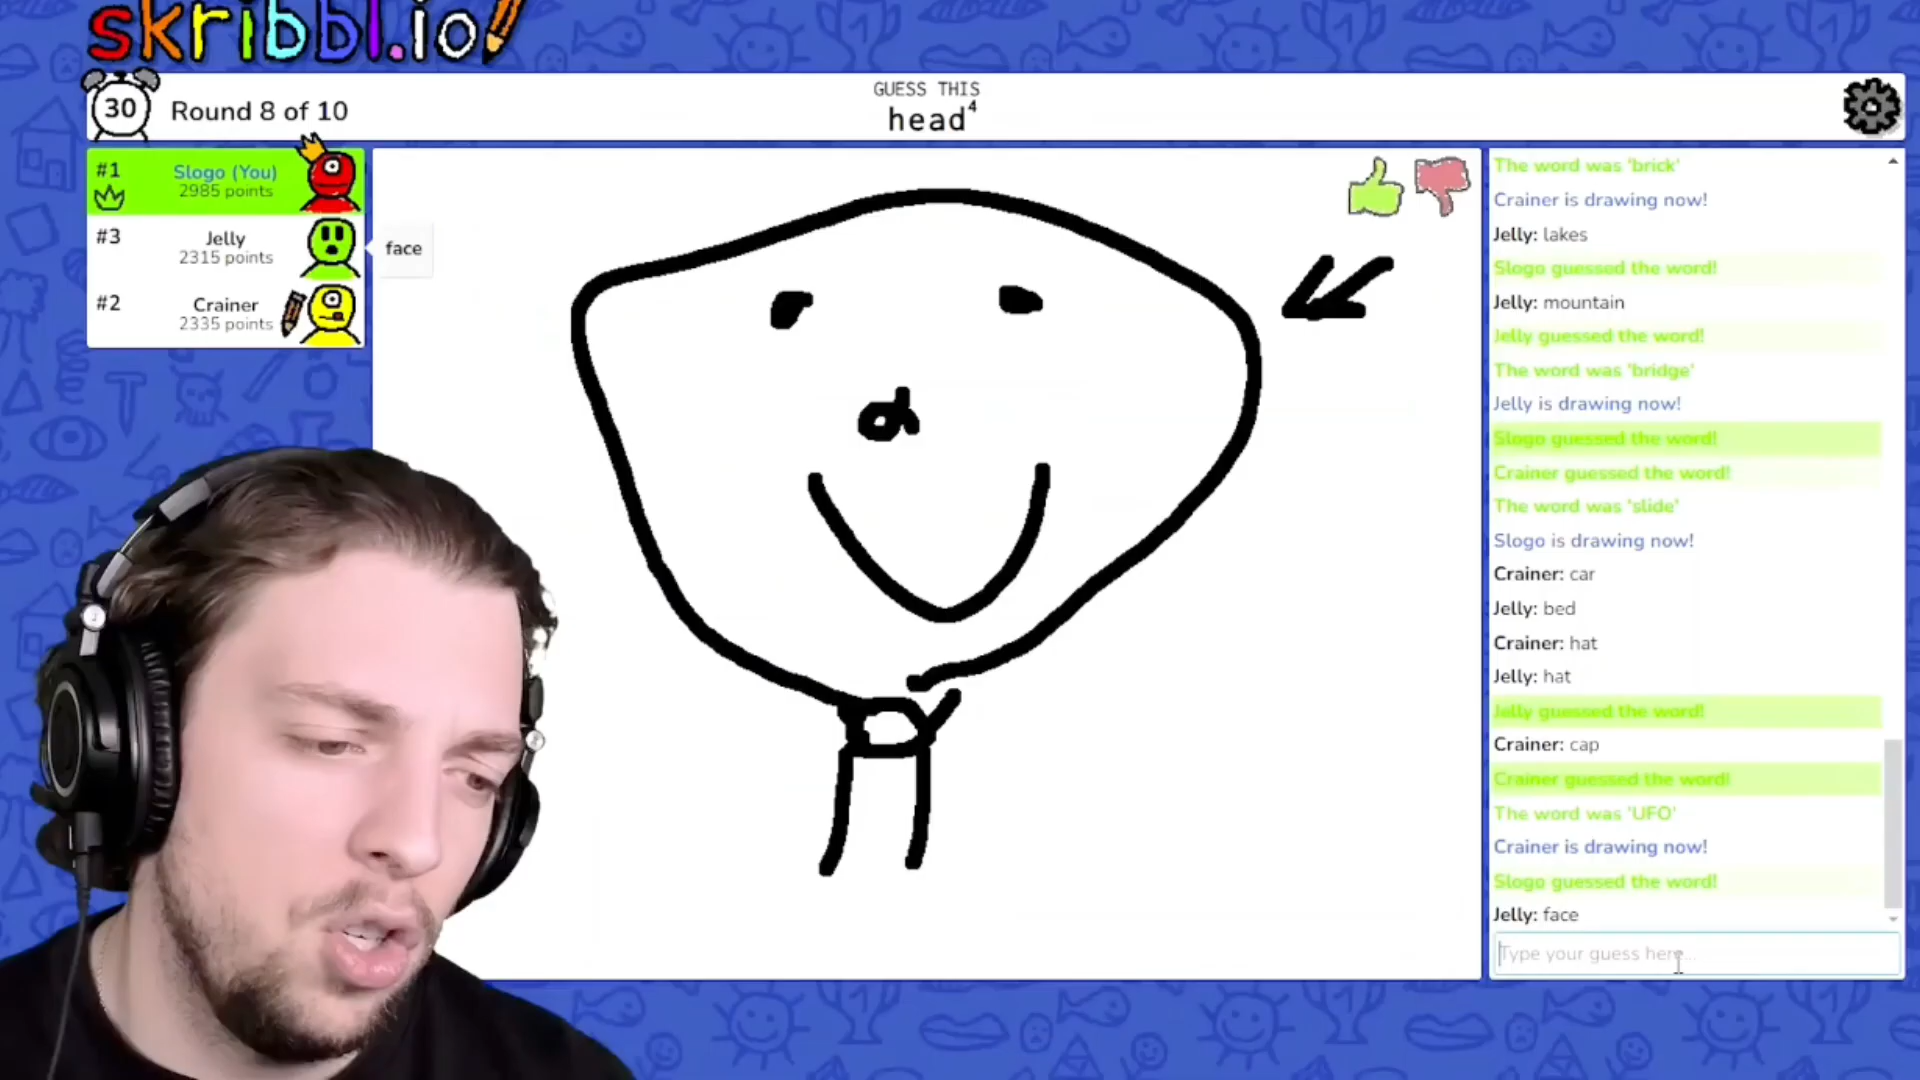 skribbl.io
30
Round 8 of 10
GUESS THIS
head4
#1
Slogo (You)
2985 points
#3
Jelly
2315 points
face
#2
Crainer
2335 points
The word was 'brick'
Crainer is drawing now!
Jelly: lakes
Slogo guessed the word!
Jelly: mountain
Jelly guessed the word!
The word was 'bridge'
Jelly is drawing now!
Slogo guessed the word!
Crainer guessed the word!
The word was 'slide'
Slogo is drawing now!
Crainer: car
Jelly: bed
Crainer: hat
Jelly: hat
Jelly guessed the word!
Crainer: cap
Crainer guessed the word!
The word was 'UFO'
Crainer is drawing now!
Slogo guessed the word!
Jelly: face
Type your guess here...